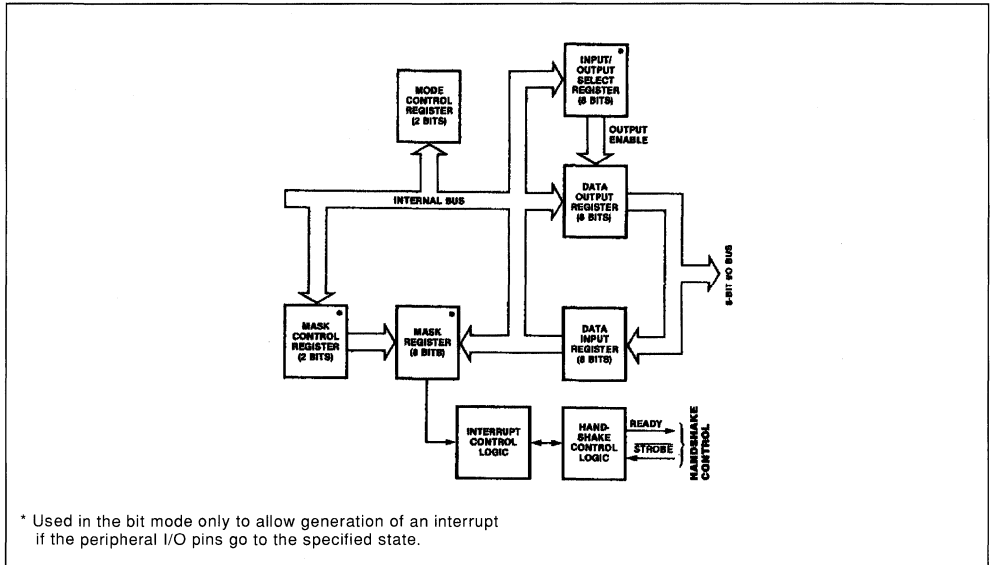 INPUT/
OUTPUT
SELECT
REGISTER
(8 BITS)
*
MODE
CONTROL
REGISTER
(2 BITS)
OUTPUT
ENABLE
DATA
OUTPUT
REGISTER
(8 BITS)
INTERNAL BUS
8-BIT I/O BUS
*
MASK
CONTROL
REGISTER
(2 BITS)
*
MASK
REGISTER
(8 BITS)
DATA
INPUT
REGISTER
(8 BITS)
INTERRUPT
CONTROL
LOGIC
HAND-
SHAKE
CONTROL
LOGIC
READY
STROBE
HANDSHAKE
CONTROL
* Used in the bit mode only to allow generation of an interrupt
if the peripheral I/O pins go to the specified state.